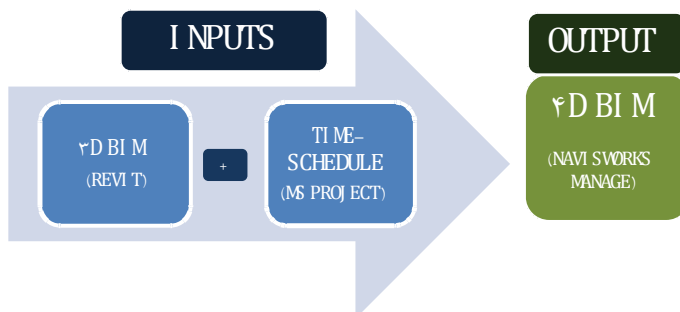 INPUTS
OUTPUT
۳D BIM
(REVIT)
+
TIME-
SCHEDULE
(MS PROJECT)
۴D BIM
(NAVISWORKS
MANAGE)